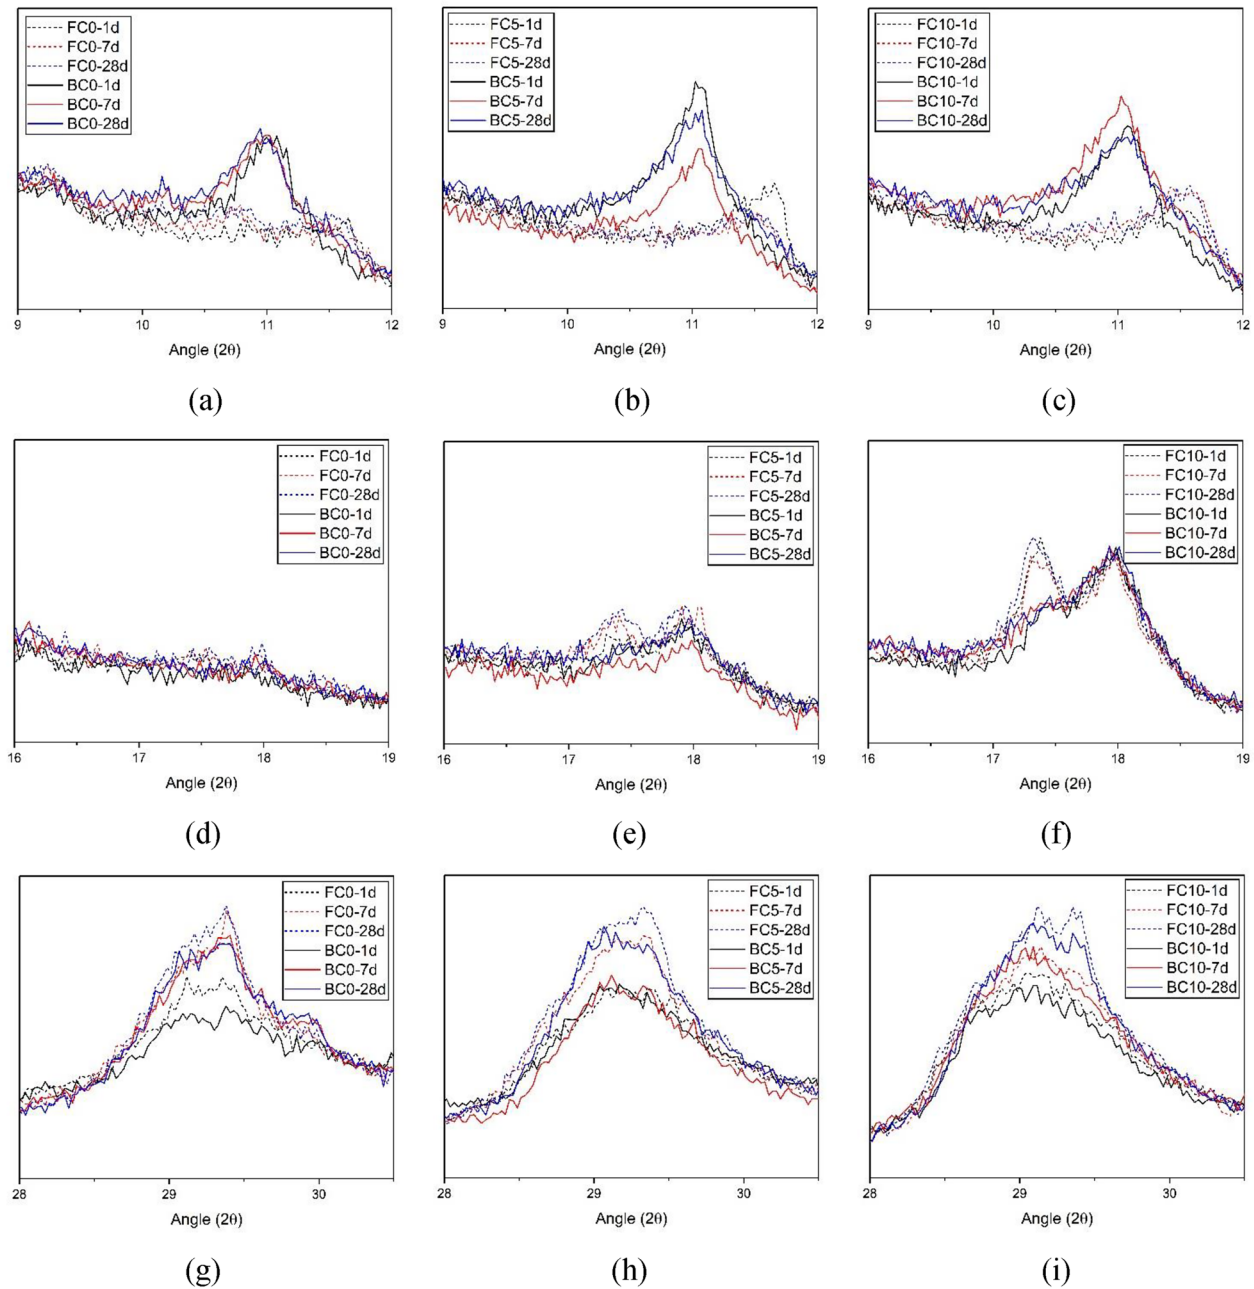 FC0-1d
FC0-7d
FC0-28d
BC0-1d
BC0-7d
BC0-28d
9
10
11
12
Angle (2θ)
(a)
FC5-1d
FC5-7d
FC5-28d
BC5-1d
BC5-7d
BC5-28d
9
10
11
12
Angle (2θ)
(b)
FC10-1d
FC10-7d
FC10-28d
BC10-1d
BC10-7d
BC10-28d
9
10
11
12
Angle (2θ)
(c)
FC0-1d
FC0-7d
FC0-28d
BC0-1d
BC0-7d
BC0-28d
16
17
18
19
Angle (2θ)
(d)
FC5-1d
FC5-7d
FC5-28d
BC5-1d
BC5-7d
BC5-28d
16
17
18
19
Angle (2θ)
(e)
FC10-1d
FC10-7d
FC10-28d
BC10-1d
BC10-7d
BC10-28d
16
17
18
19
Angle (2θ)
(f)
FC0-1d
FC0-7d
FC0-28d
BC0-1d
BC0-7d
BC0-28d
28
29
30
Angle (2θ)
(g)
FC5-1d
FC5-7d
FC5-28d
BC5-1d
BC5-7d
BC5-28d
28
29
30
Angle (2θ)
(h)
FC10-1d
FC10-7d
FC10-28d
BC10-1d
BC10-7d
BC10-28d
28
29
30
Angle (2θ)
(i)